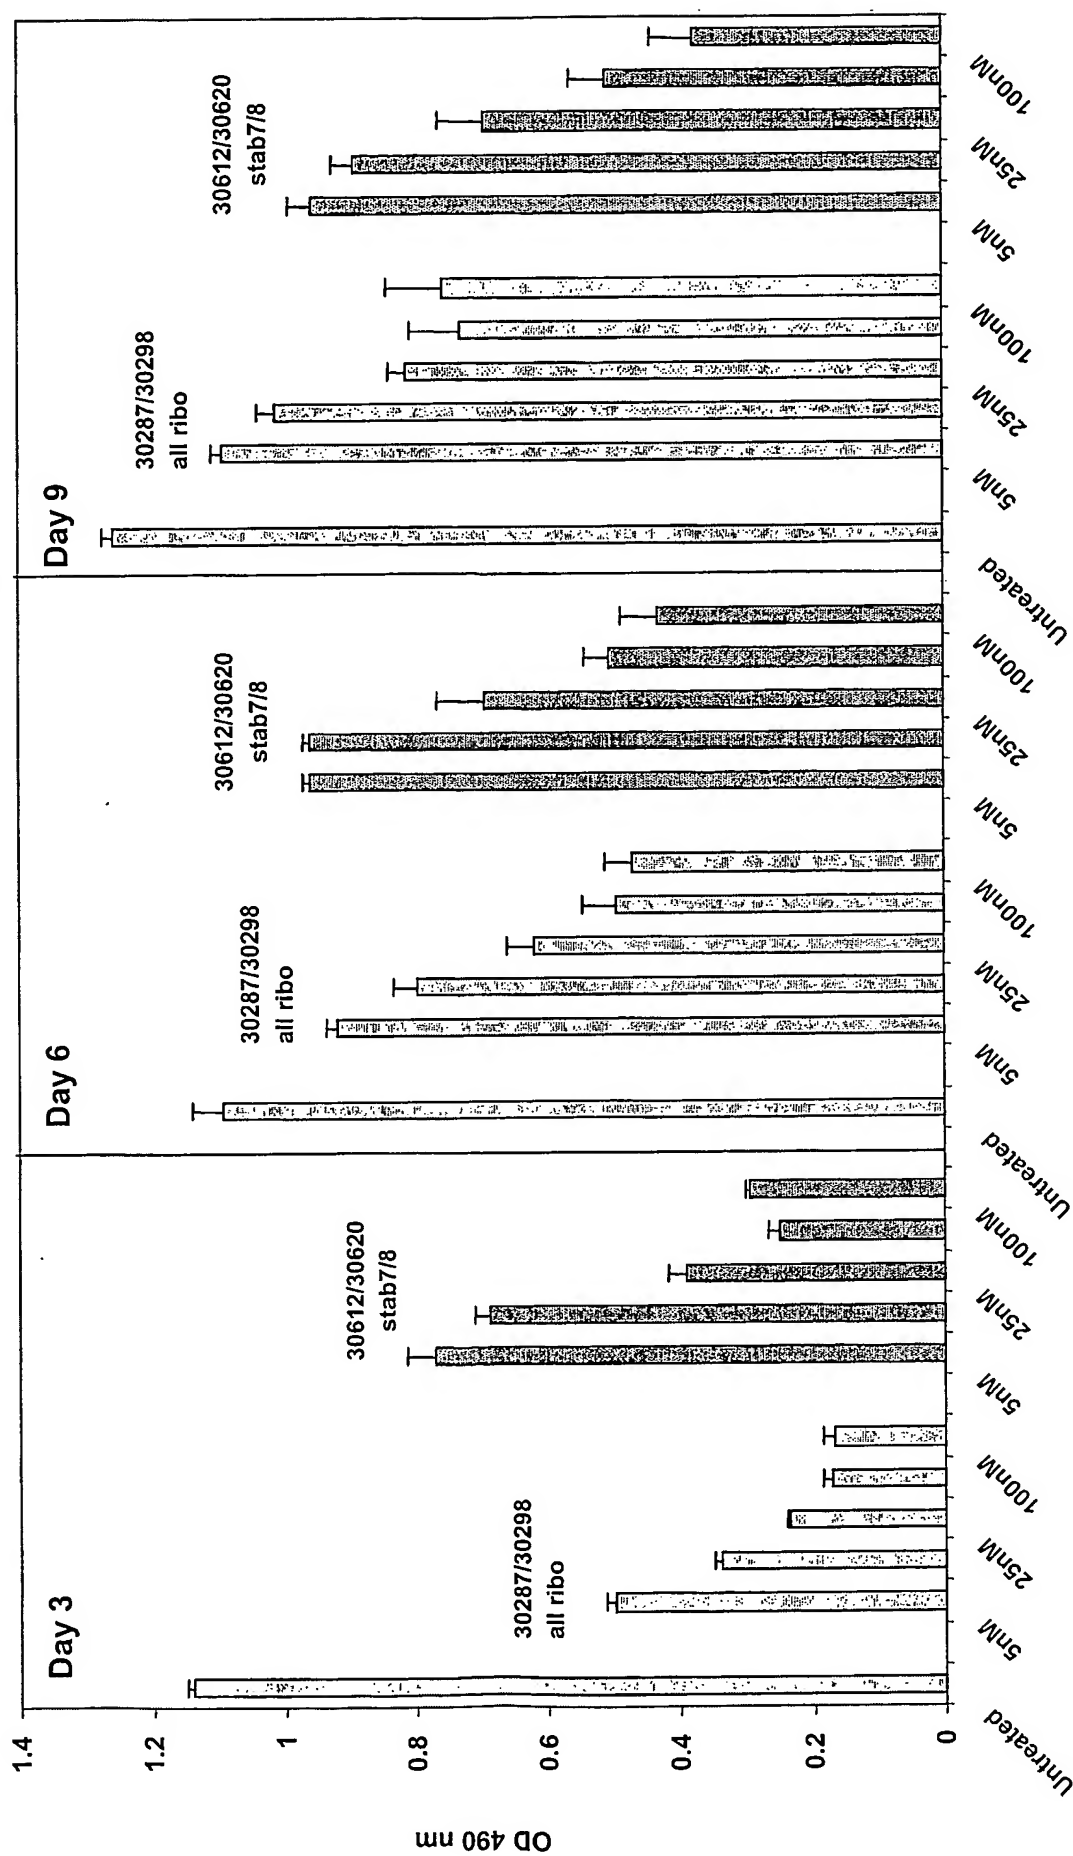 OD 490 nm
1.4
1.2
1
0.8
0.6
0.4
0.2
0
Day 3
30287/30298
all ribo
30612/30620
stab7/8
Untreated
5nM
25nM
100nM
5nM
25nM
100nM
Day 6
30287/30298
all ribo
30612/30620
stab7/8
Untreated
5nM
25nM
100nM
5nM
25nM
100nM
Day 9
30287/30298
all ribo
30612/30620
stab7/8
Untreated
5nM
25nM
100nM
5nM
25nM
100nM